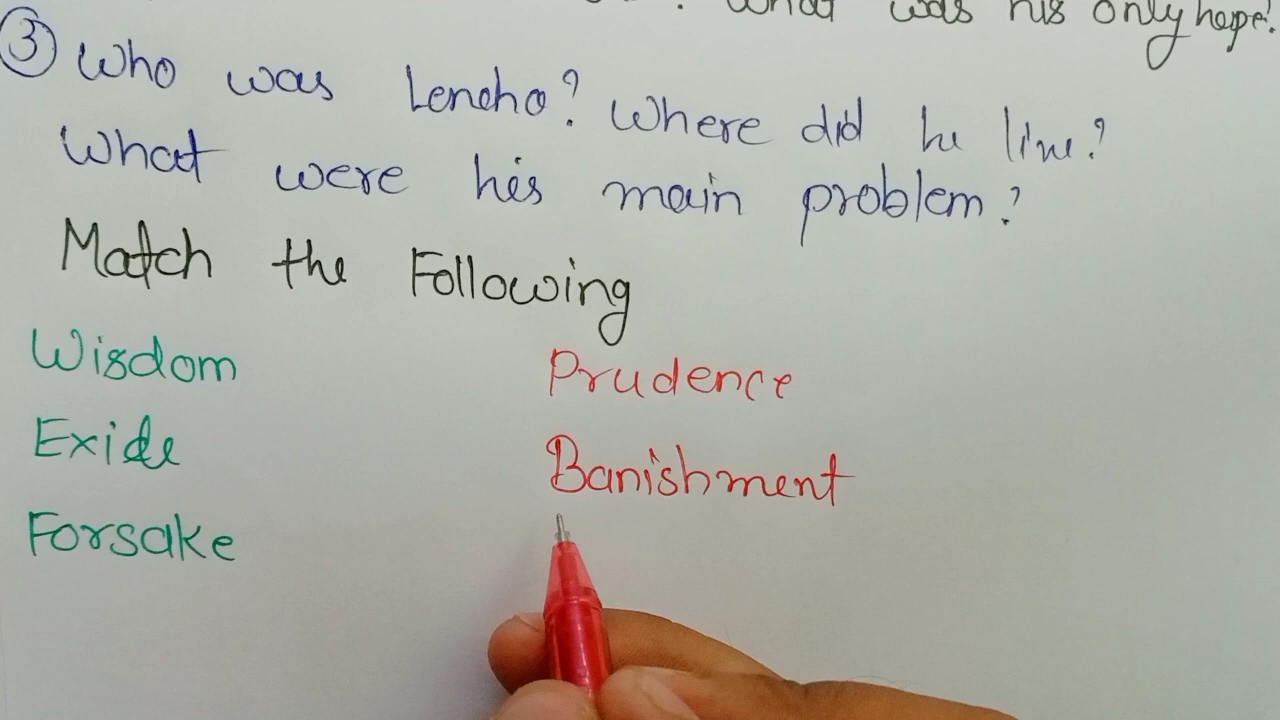 What was his only hope?
③ Who was Lencho? Where did he live?
What were his main problem?
Match the Following
Wisdom Prudence
Exide Banishment
Forsake